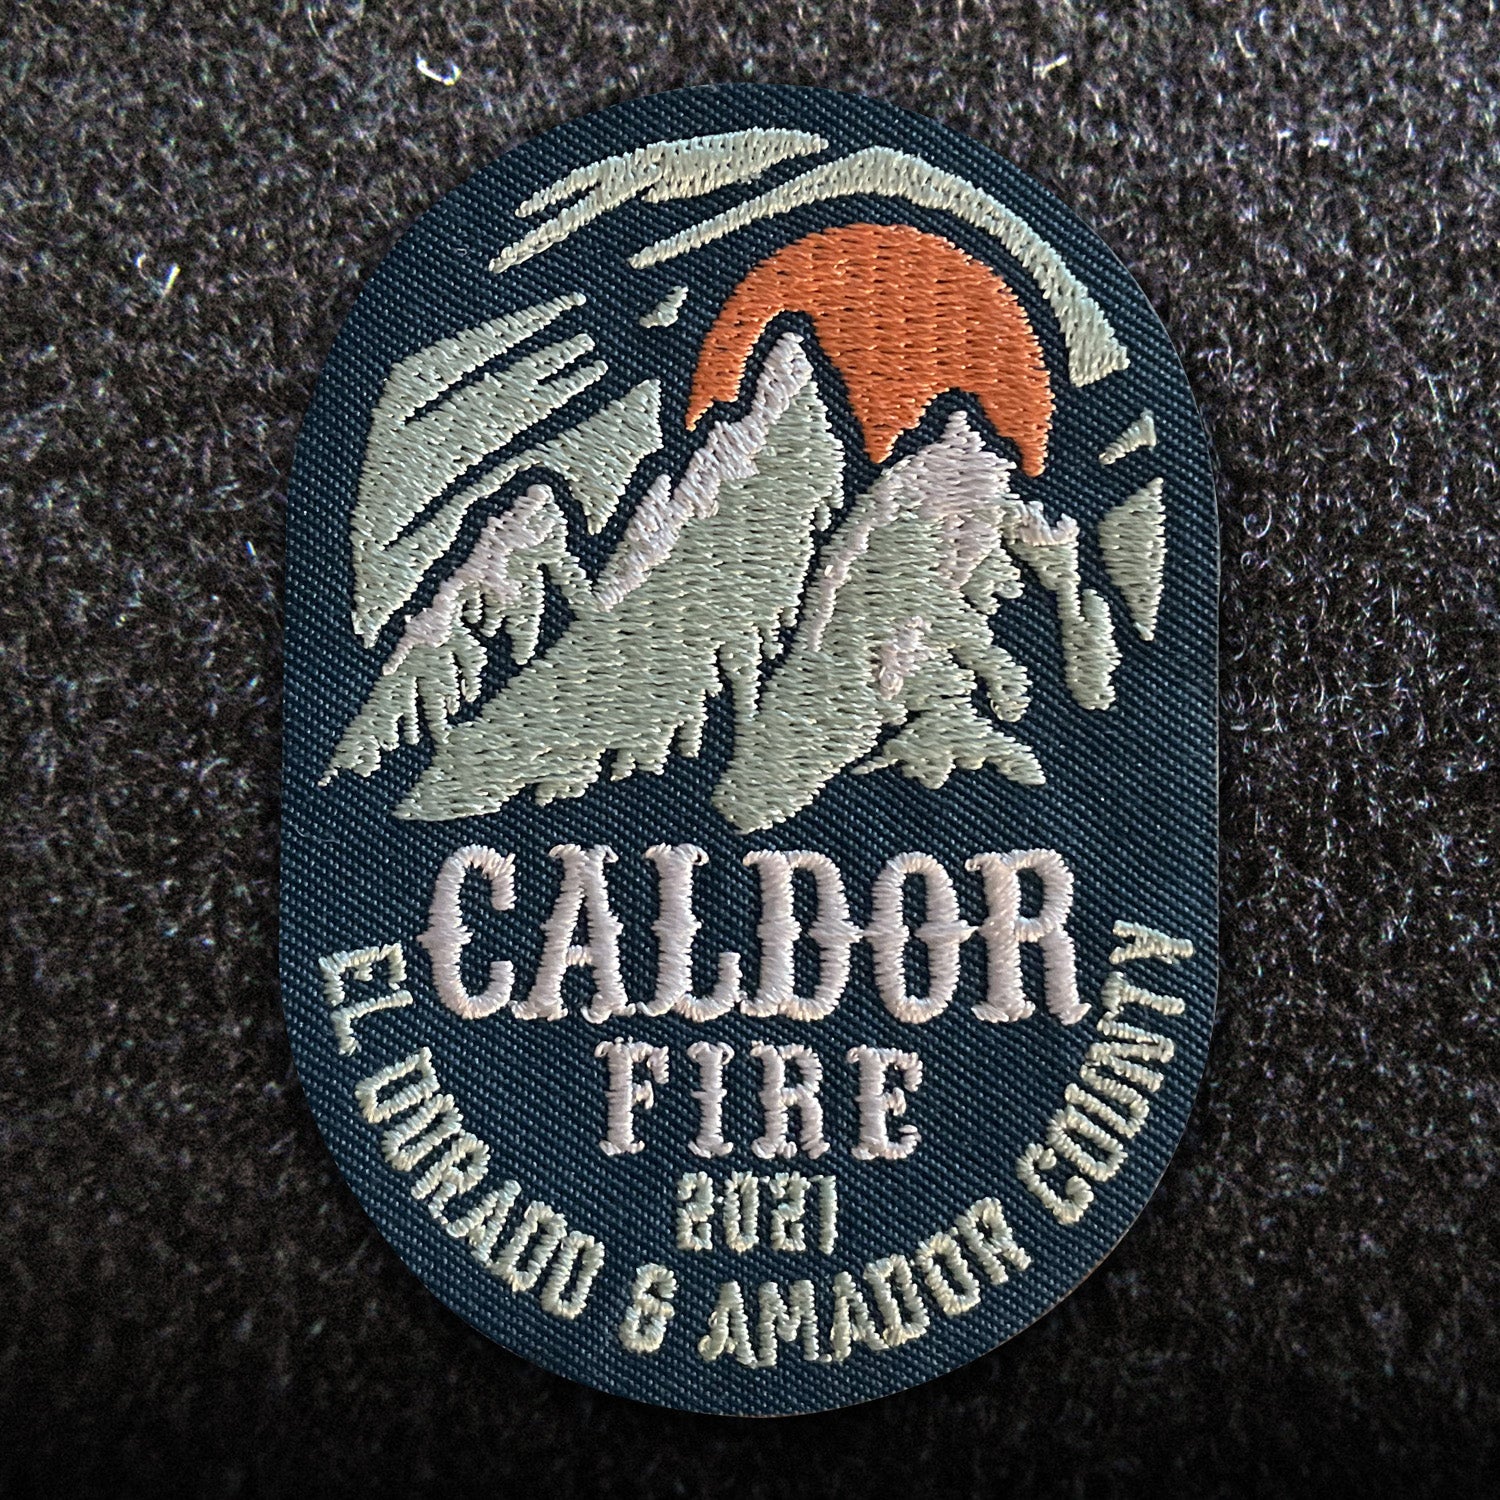 CALDOR
FIRE
2021
EL DORADO & AMADOR COUNTY